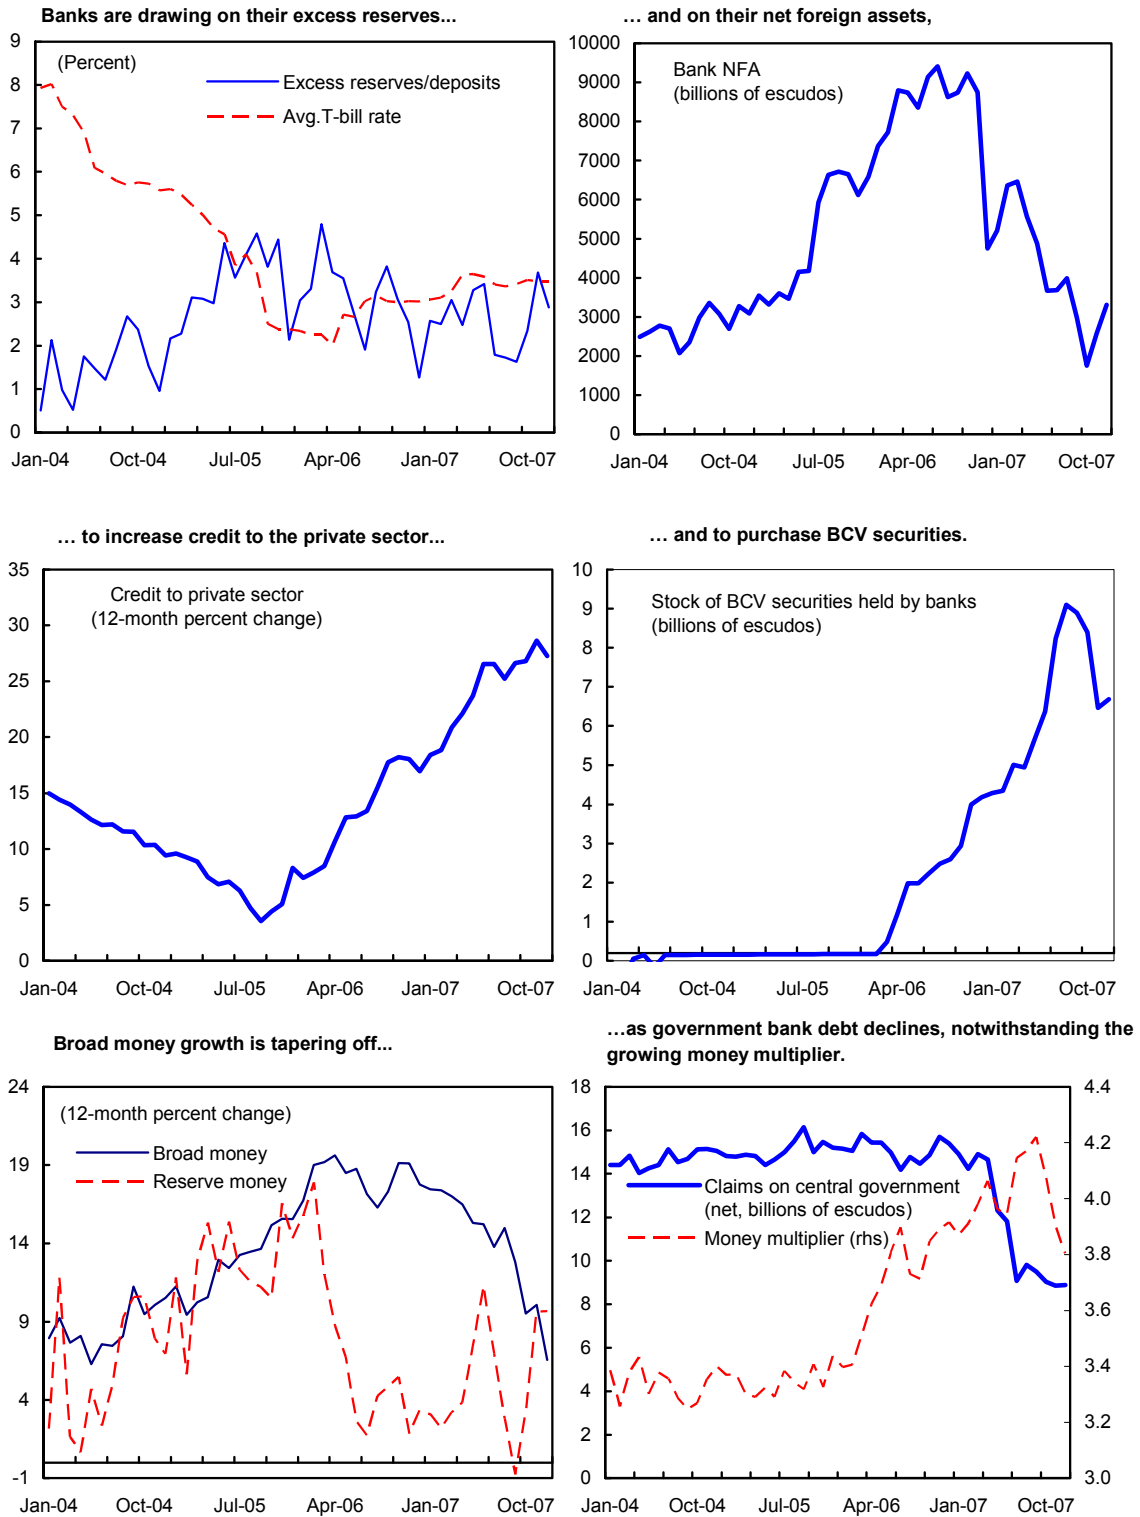 Banks are drawing on their excess reserves...
9
8
7
6
5
4
3
2
1
0
(Percent)
Excess reserves/deposits
Avg.T-bill rate
Jan-04 Oct-04 Jul-05 Apr-06 Jan-07 Oct-07
… and on their net foreign assets,
10000
9000
8000
7000
6000
5000
4000
3000
2000
1000
0
Bank NFA
(billions of escudos)
Jan-04 Oct-04 Jul-05 Apr-06 Jan-07 Oct-07
… to increase credit to the private sector...
35
30
25
20
15
10
5
0
Credit to private sector
(12-month percent change)
Jan-04 Oct-04 Jul-05 Apr-06 Jan-07 Oct-07
… and to purchase BCV securities.
10
9
8
7
6
5
4
3
2
1
0
Stock of BCV securities held by banks
(billions of escudos)
Jan-04 Oct-04 Jul-05 Apr-06 Jan-07 Oct-07
Broad money growth is tapering off...
24
19
14
9
4
-1
(12-month percent change)
Broad money
Reserve money
Jan-04 Oct-04 Jul-05 Apr-06 Jan-07 Oct-07
…as government bank debt declines, notwithstanding the
growing money multiplier.
18
16
14
12
10
8
6
4
2
0
Claims on central government
(net, billions of escudos)
Money multiplier (rhs)
4.4
4.2
4.0
3.8
3.6
3.4
3.2
3.0
Jan-04 Oct-04 Jul-05 Apr-06 Jan-07 Oct-07